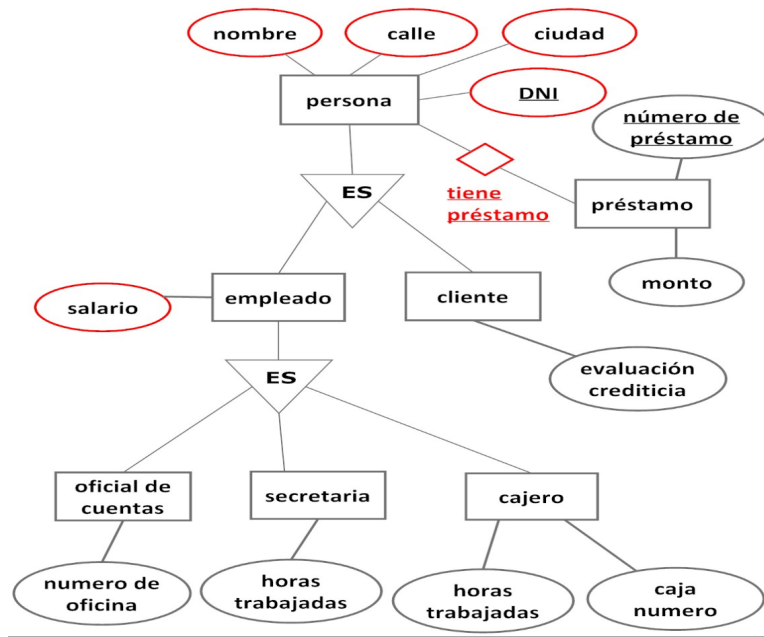 nombre
calle
ciudad
persona
DNI
número de
préstamo
ES
tiene
préstamo
préstamo
salario
empleado
cliente
monto
ES
evaluación
crediticia
oficial de
cuentas
secretaria
cajero
numero de
oficina
horas
trabajadas
horas
trabajadas
caja
numero